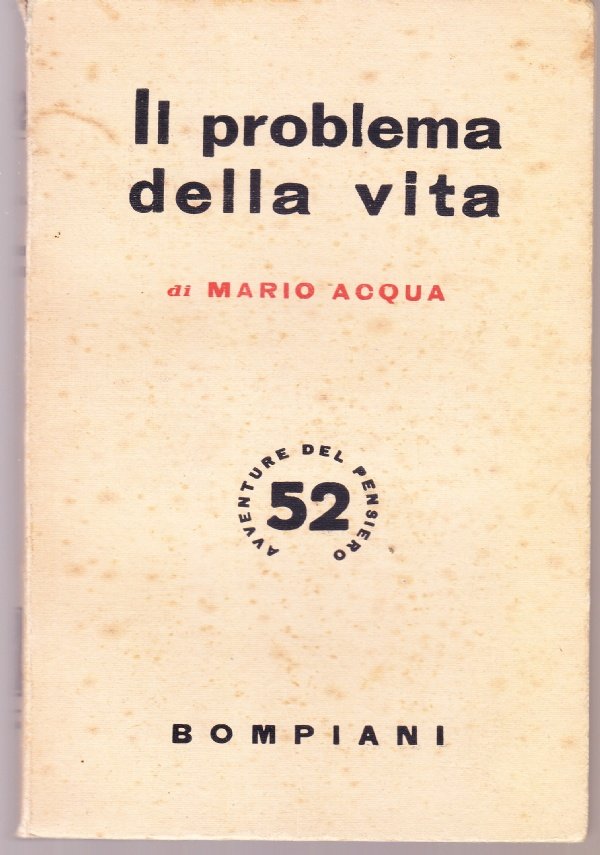 Il problema
della vita
di MARIO ACQUA
AVVENTURE DEL PENSIERO
52
BOMPIANI